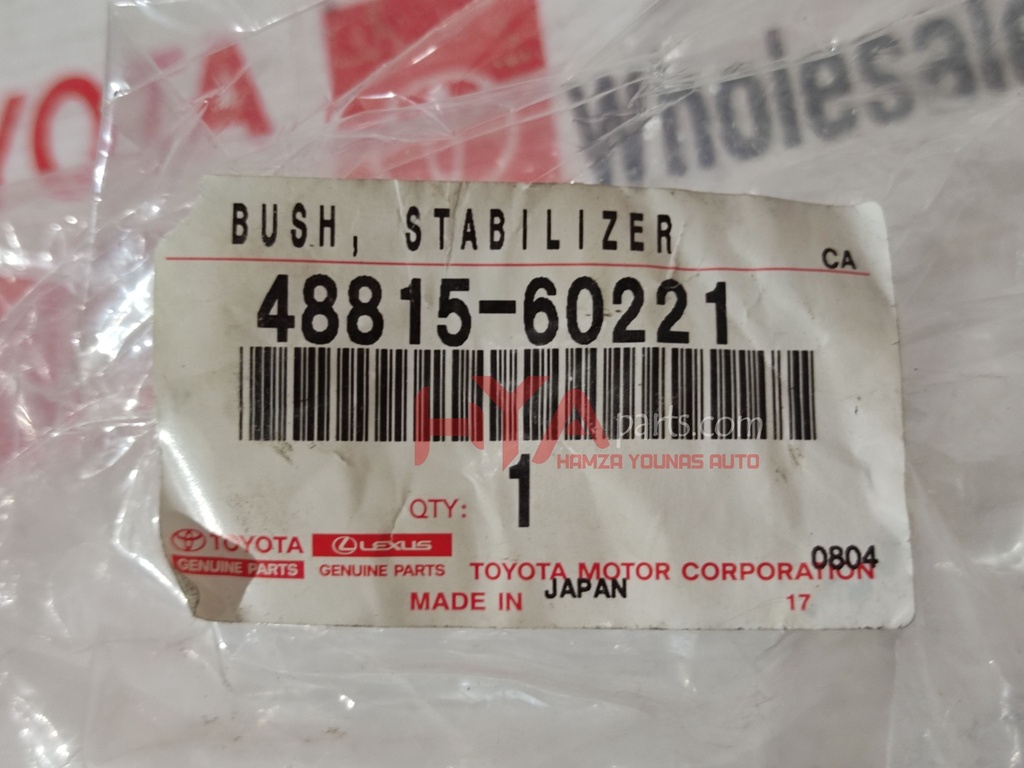 YOTA wholesale
BUSH, STABILIZER
CA
48815-60221
HYA parts.com
HAMZA YOUNAS AUTO
QTY: 1
TOYOTA LEXUS 0804
GENUINE PARTS GENUINE PARTS TOYOTA MOTOR CORPORATION
MADE IN JAPAN 17